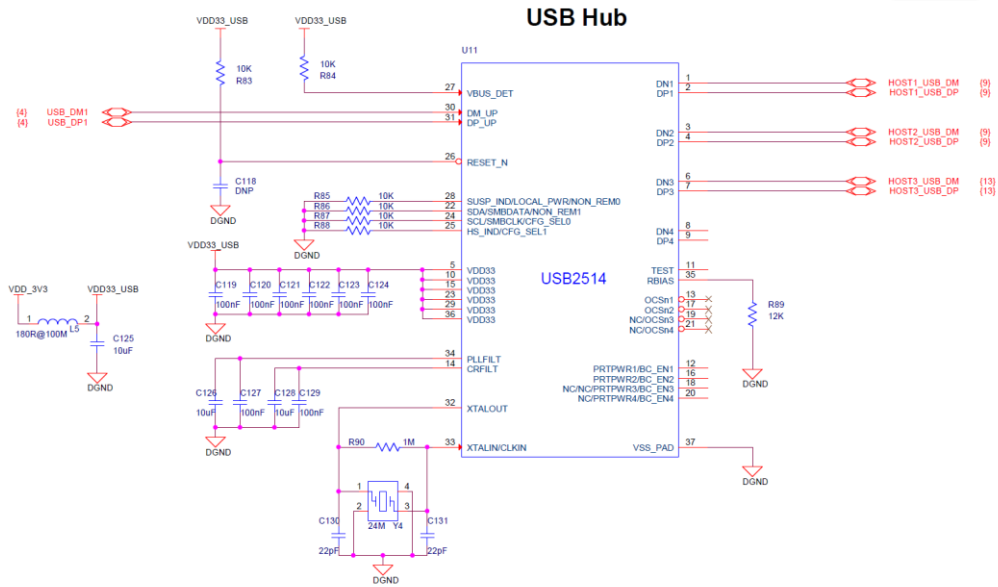 USB Hub
VDD33_USB
VDD33_USB
U11
10K
R83
10K
R84
27
VBUS_DET
DN1
1
HOST1_USB_DM
{9}
DP1
2
HOST1_USB_DP
{9}
{4}
USB_DM1
30
DM_UP
{4}
USB_DP1
31
DP_UP
DN2
3
HOST2_USB_DM
{9}
DP2
4
HOST2_USB_DP
{9}
26
RESET_N
C118
DNP
DGND
DN3
6
HOST3_USB_DM
{13}
DP3
7
HOST3_USB_DP
{13}
R85
10K
28
SUSP_IND/LOCAL_PWR/NON_REM0
R86
10K
22
SDA/SMBDATA/NON_REM1
R87
10K
24
SCL/SMBCLK/CFG_SEL0
R88
10K
25
HS_IND/CFG_SEL1
DGND
DN4
8
DP4
9
VDD33_USB
5
VDD33
10
VDD33
15
VDD33
23
VDD33
29
VDD33
36
VDD33
USB2514
TEST
11
RBIAS
35
C119
C120
C121
C122
C123
C124
100nF
100nF
100nF
100nF
100nF
100nF
DGND
OCSn1
13
OCSn2
17
NC/OCSn3
19
NC/OCSn4
21
R89
12K
DGND
VDD_3V3
VDD33_USB
1
2
180R@100M
L5
C125
10uF
DGND
34
PLLFILT
14
CRFILT
PRTPWR1/BC_EN1
12
PRTPWR2/BC_EN2
16
NC/NC/PRTPWR3/BC_EN3
18
NC/PRTPWR4/BC_EN4
20
C126
C127
C128
C129
10uF
100nF
10uF
100nF
DGND
32
XTALOUT
R90
1M
33
XTALIN/CLKIN
VSS_PAD
37
DGND
1
4
2
3
24M
Y4
C130
22pF
C131
22pF
DGND